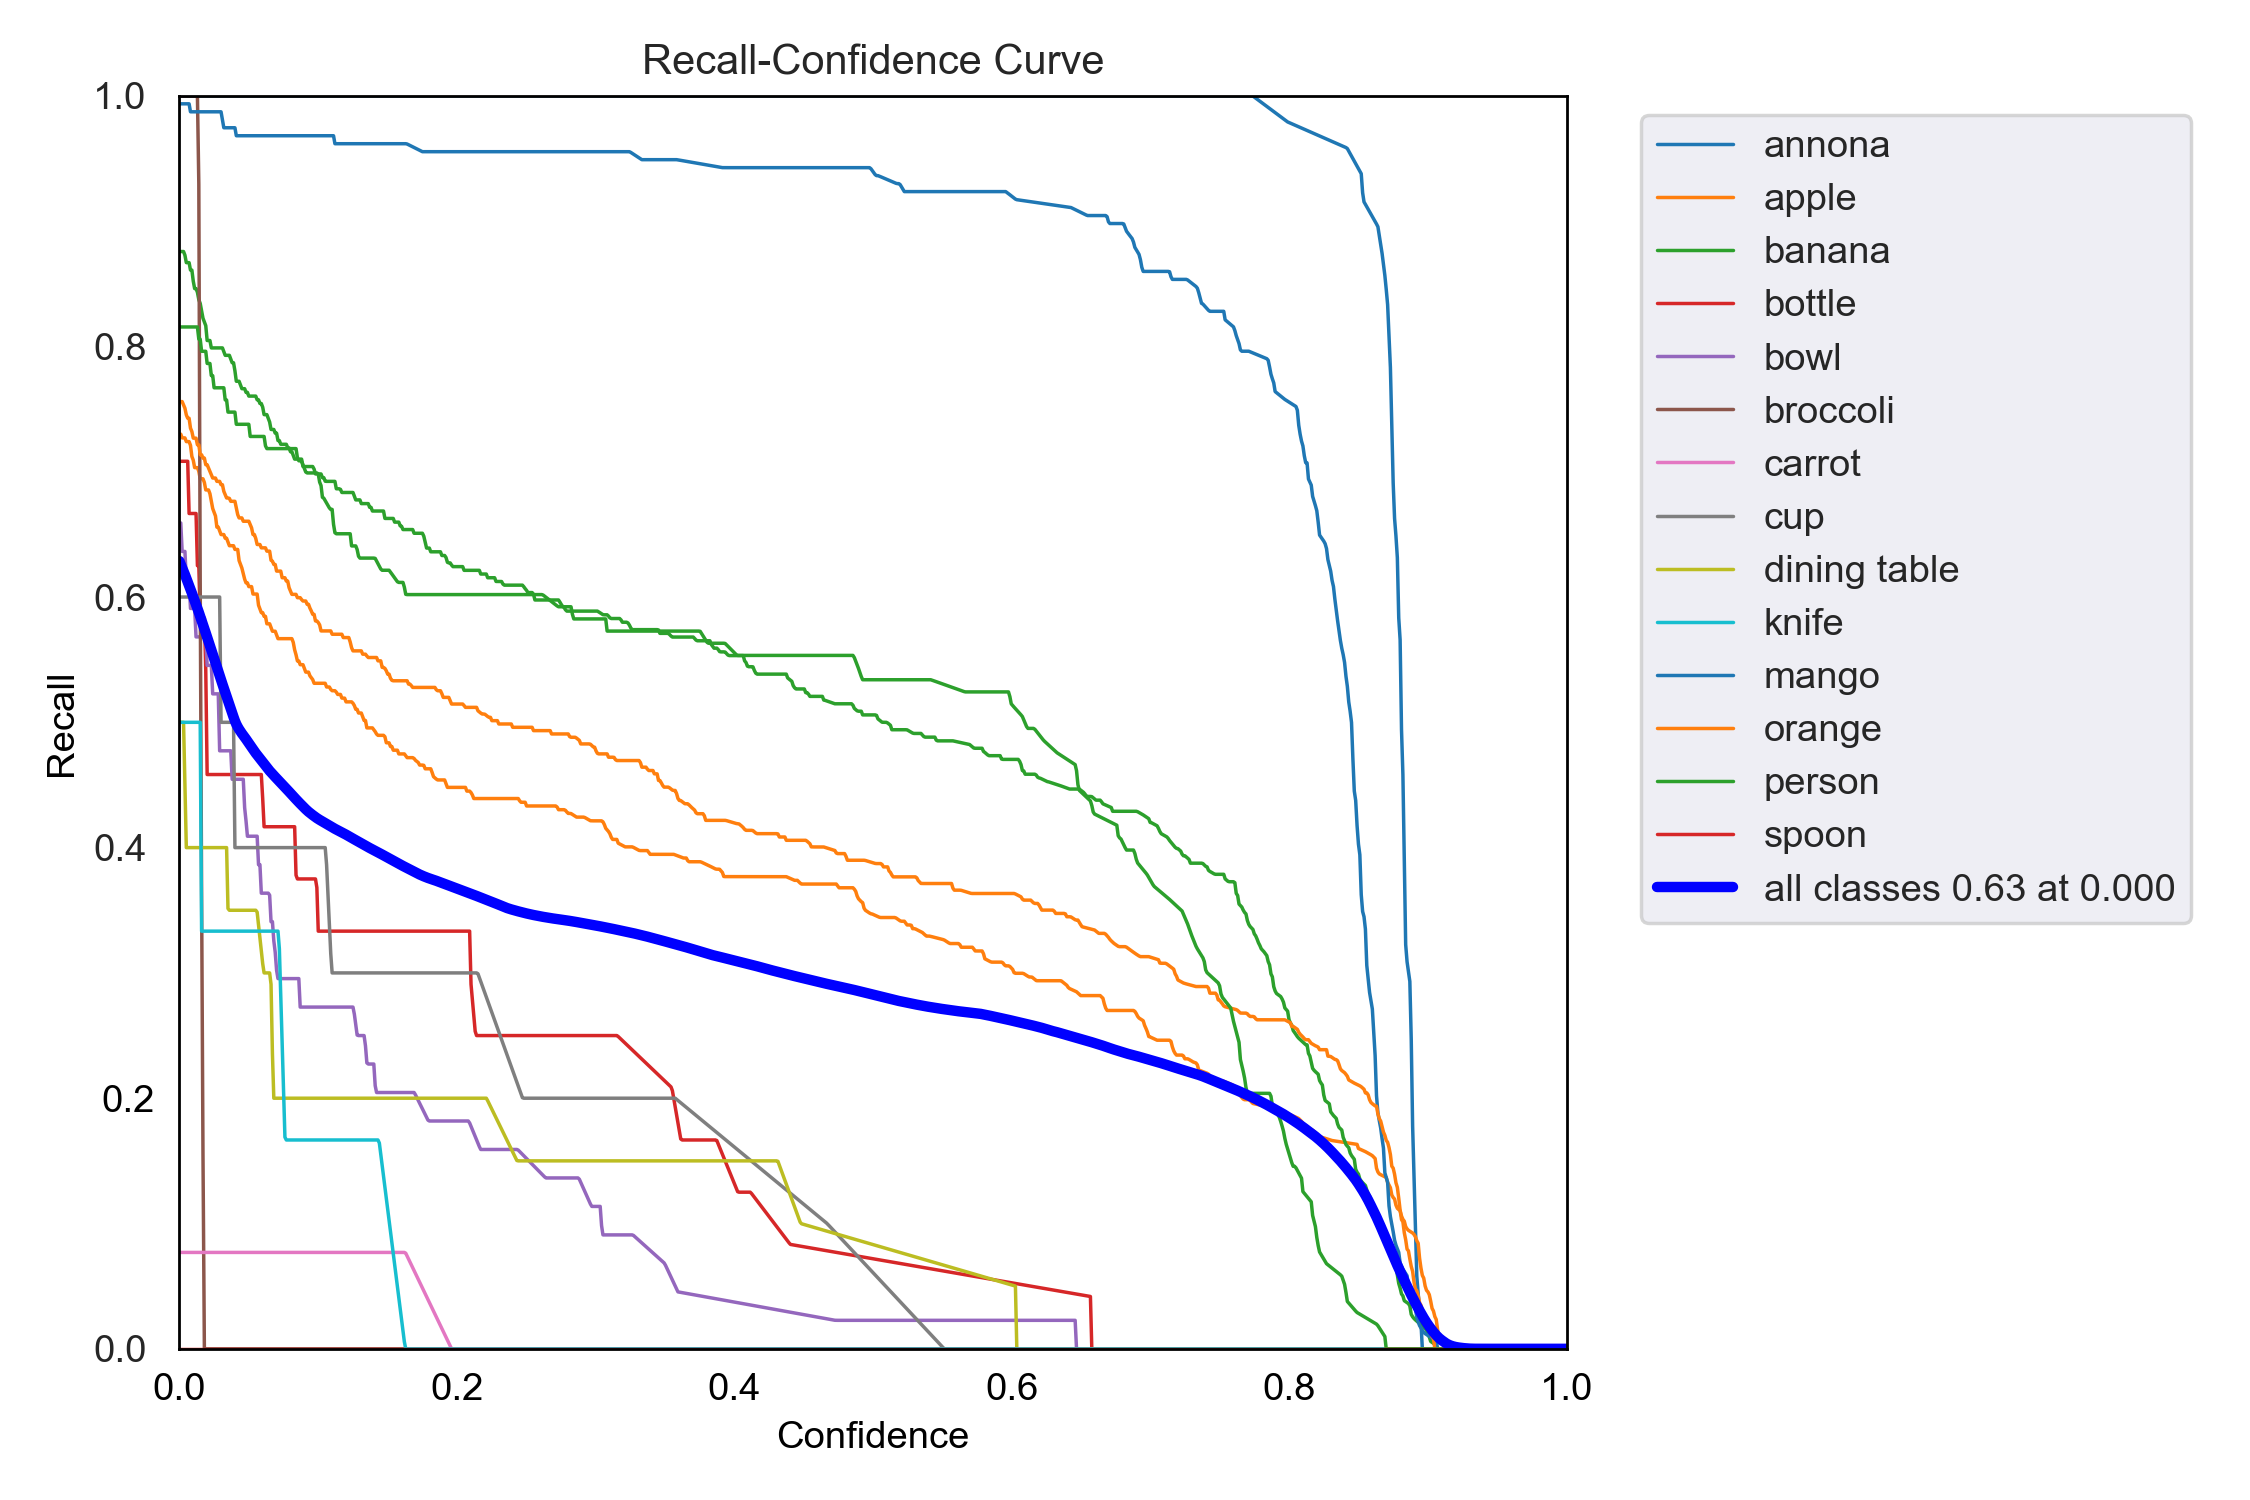 Recall-Confidence Curve
1.0
0.8
0.6
0.4
0.2
0.0
Recall
0.0 0.2 0.4 0.6 0.8 1.0
Confidence
annona
apple
banana
bottle
bowl
broccoli
carrot
cup
dining table
knife
mango
orange
person
spoon
all classes 0.63 at 0.000